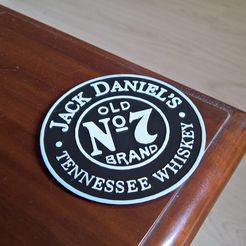 JACK DANIEL'S
OLD
Nº7
BRAND
• TENNESSEE WHISKEY •